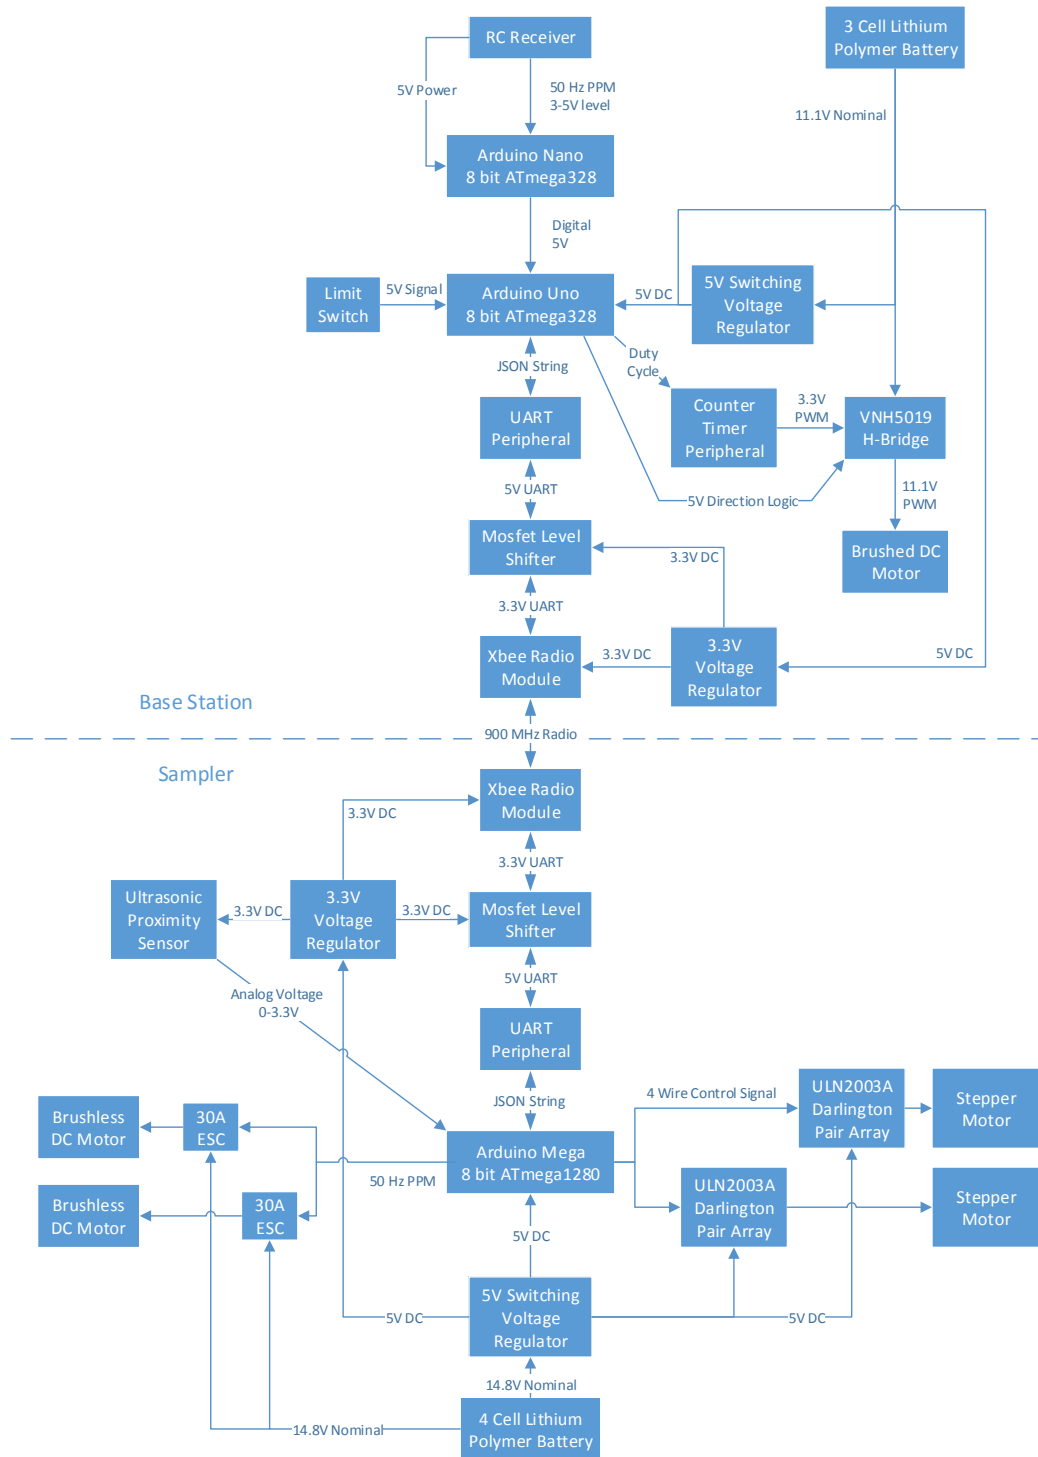 RC Receiver
3 Cell Lithium
Polymer Battery
5V Power
50 Hz PPM
3-5V level
11.1V Nominal
Arduino Nano
8 bit ATmega328
Digital
5V
Limit
Switch
5V Signal
Arduino Uno
8 bit ATmega328
5V DC
5V Switching
Voltage
Regulator
JSON String
Duty
Cycle
UART
Peripheral
Counter
Timer
Peripheral
3.3V
PWM
VNH5019
H-Bridge
5V UART
5V Direction Logic
11.1V
PWM
Mosfet Level
Shifter
3.3V DC
Brushed DC
Motor
3.3V UART
Xbee Radio
Module
3.3V DC
3.3V
Voltage
Regulator
5V DC
Base Station
900 MHz Radio
Sampler
Xbee Radio
Module
3.3V DC
3.3V UART
Ultrasonic
Proximity
Sensor
3.3V DC
3.3V
Voltage
Regulator
3.3V DC
Mosfet Level
Shifter
5V UART
Analog Voltage
0-3.3V
UART
Peripheral
JSON String
4 Wire Control Signal
ULN2003A
Darlington
Pair Array
Stepper
Motor
Brushless
DC Motor
30A
ESC
50 Hz PPM
Arduino Mega
8 bit ATmega1280
ULN2003A
Darlington
Pair Array
Stepper
Motor
Brushless
DC Motor
30A
ESC
5V DC
5V DC
5V Switching
Voltage
Regulator
5V DC
14.8V Nominal
14.8V Nominal
4 Cell Lithium
Polymer Battery